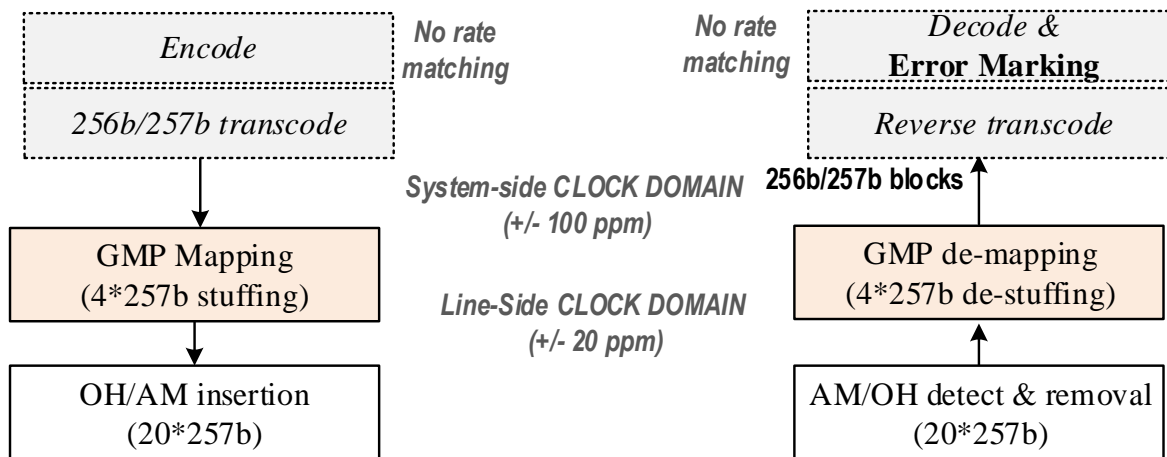 Encode
256b/257b transcode
No rate
matching
GMP Mapping
(4*257b stuffing)
OH/AM insertion
(20*257b)
System-side CLOCK DOMAIN
(+/- 100 ppm)
Line-Side CLOCK DOMAIN
(+/- 20 ppm)
No rate
matching
Decode &
Error Marking
Reverse transcode
256b/257b blocks
GMP de-mapping
(4*257b de-stuffing)
AM/OH detect & removal
(20*257b)